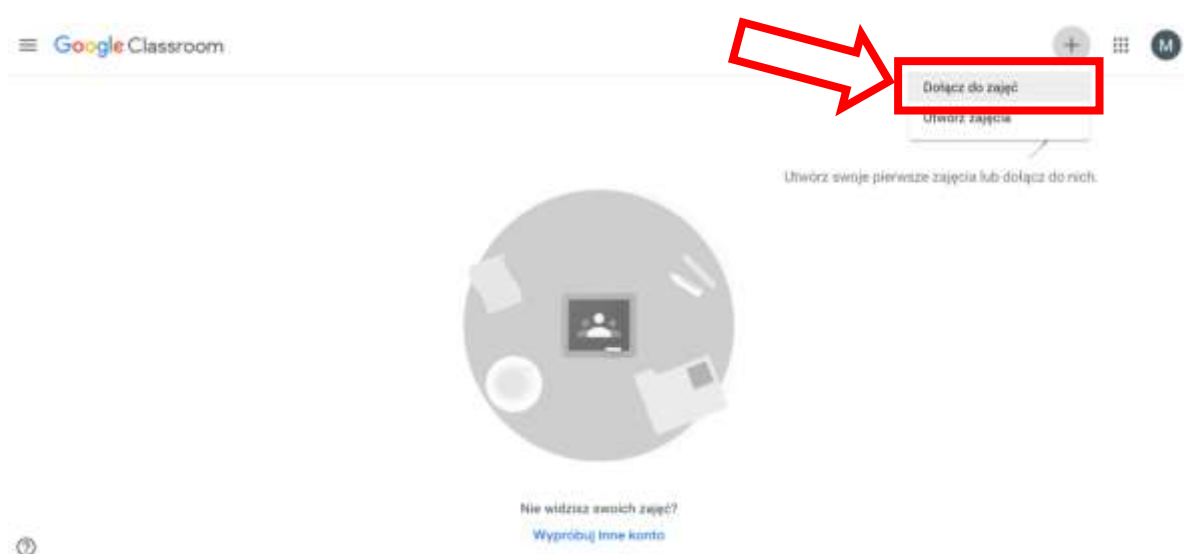 Google Classroom
M
Dołącz do zajęć
Utwórz zajęcia
Utwórz swoje pierwsze zajęcia lub dołącz do nich.
Nie widzisz swoich zajęć?
Wypróbuj inne konto